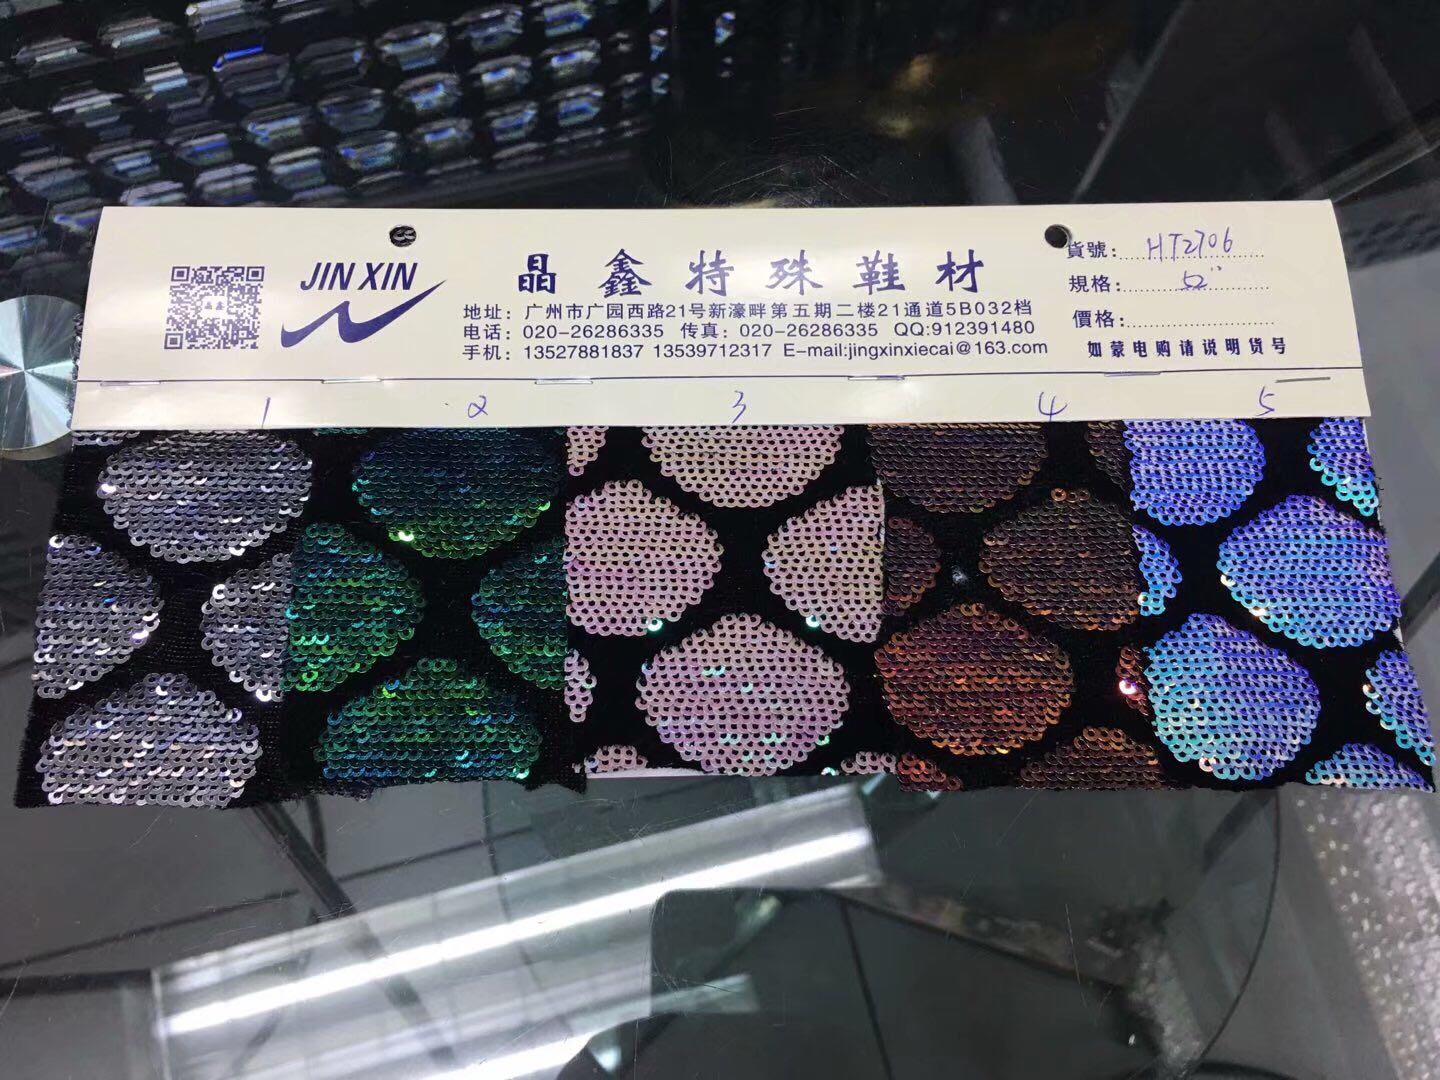 JIN XIN
晶鑫特殊鞋材
地址：广州市广园西路21号新濠畔第五期二楼21通道5B032档
电话：020-26286335 传真：020-26286335 QQ:912391480
手机：13527881837 13539712317 E-mail:jingxinxiecai@163.com
貨號：HT2706
規格：52"
價格：
如蒙电购请说明货号
1 2 3 4 5